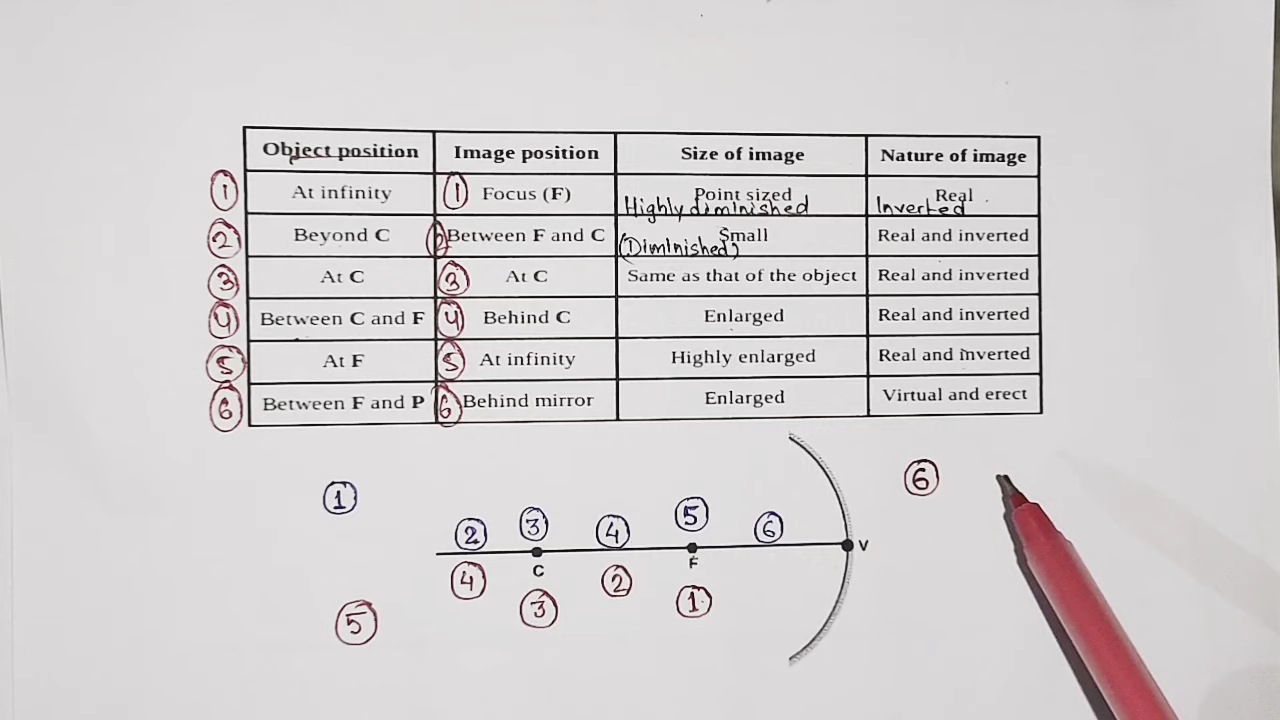 Object position Image position Size of image Nature of image
① At infinity ① Focus (F) Point sized Real
Highly diminished Inverted
② Beyond C ② Between F and C Small Real and inverted
(Diminished)
③ At C ③ At C Same as that of the object Real and inverted
④ Between C and F ④ Behind C Enlarged Real and inverted
⑤ At F ⑤ At infinity Highly enlarged Real and inverted
⑥ Between F and P ⑥ Behind mirror Enlarged Virtual and erect
① ⑥
② ③ ④ ⑤ ⑥
C F V
④ ③ ② ①
⑤